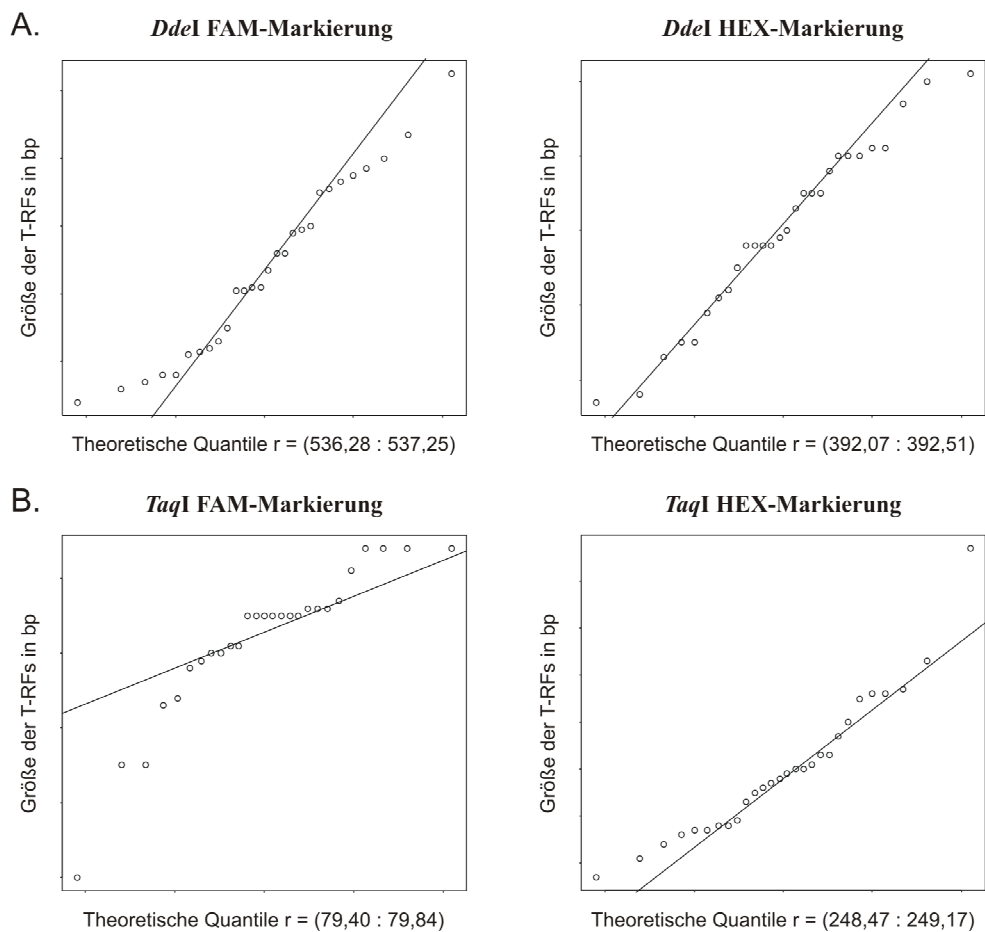 A.
DdeI FAM-Markierung
DdeI HEX-Markierung
Größe der T-RFs in bp
Größe der T-RFs in bp
Theoretische Quantile r = (536,28 : 537,25)
Theoretische Quantile r = (392,07 : 392,51)
B.
TaqI FAM-Markierung
TaqI HEX-Markierung
Größe der T-RFs in bp
Größe der T-RFs in bp
Theoretische Quantile r = (79,40 : 79,84)
Theoretische Quantile r = (248,47 : 249,17)